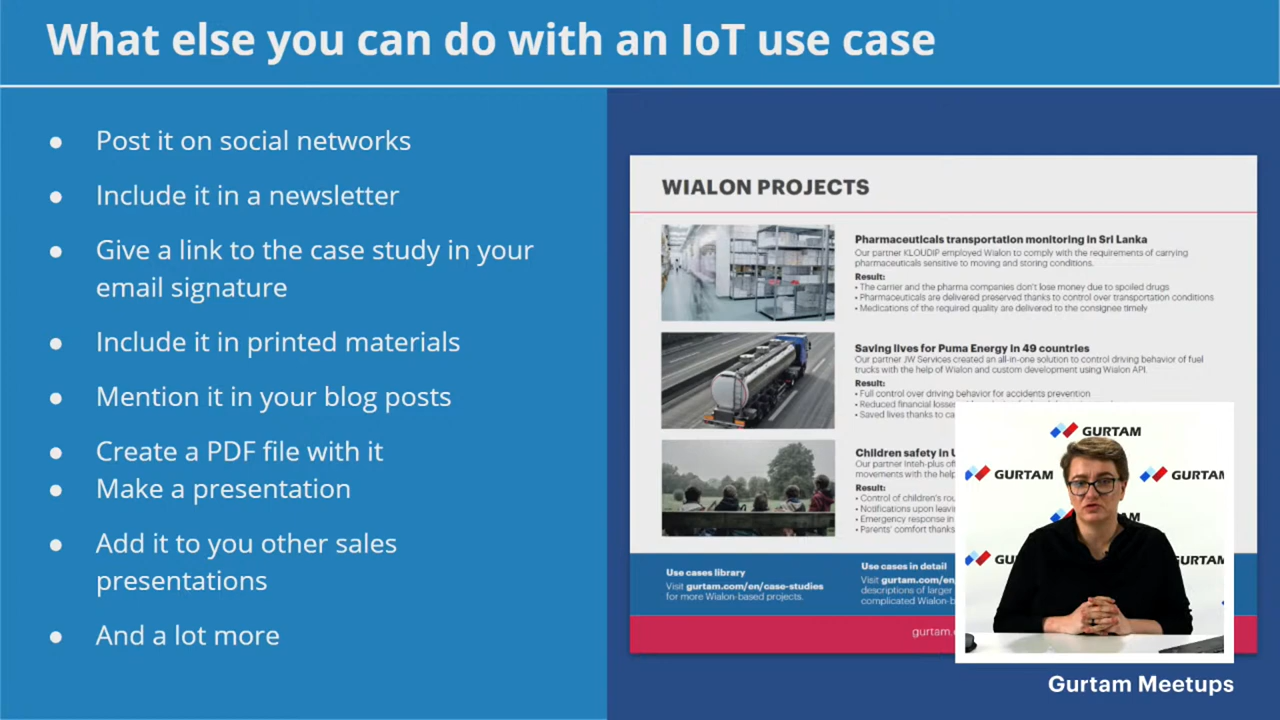 What else you can do with an IoT use case
● Post it on social networks
● Include it in a newsletter
● Give a link to the case study in your
email signature
● Include it in printed materials
● Mention it in your blog posts
● Create a PDF file with it
● Make a presentation
● Add it to you other sales
presentations
● And a lot more
WIALON PROJECTS
Pharmaceuticals transportation monitoring in Sri Lanka
Our partner KLOUDIP employed Wialon to comply with the requirements of carrying
pharmaceuticals sensitive to moving and storing conditions.
Result:
• The carrier and the pharma companies don't lose money due to spoiled drugs
• Pharmaceuticals are delivered preserved thanks to control over transportation conditions
• Medications of the required quality are delivered to the consignee timely
Saving lives for Puma Energy in 49 countries
Our partner JW Services created an all-in-one solution to control driving behavior of fuel
trucks with the help of Wialon and custom development using Wialon API.
Result:
• Full control over driving behavior for accidents prevention
• Reduced financial losses
• Saved lives thanks to
Children safety in
Our partner Inteh-plus
movements with the help
Result:
• Control of children's
• Notifications upon
• Emergency response in
• Parents' comfort thanks
Use cases library
Visit gurtam.com/en/case-studies
for more Wialon-based projects.
Use cases in detail
Visit gurtam.com/en
descriptions of larger
complicated
gurtam.
GURTAM
GURTAM
GURTAM
GURTAM
GURTAM
Gurtam Meetups